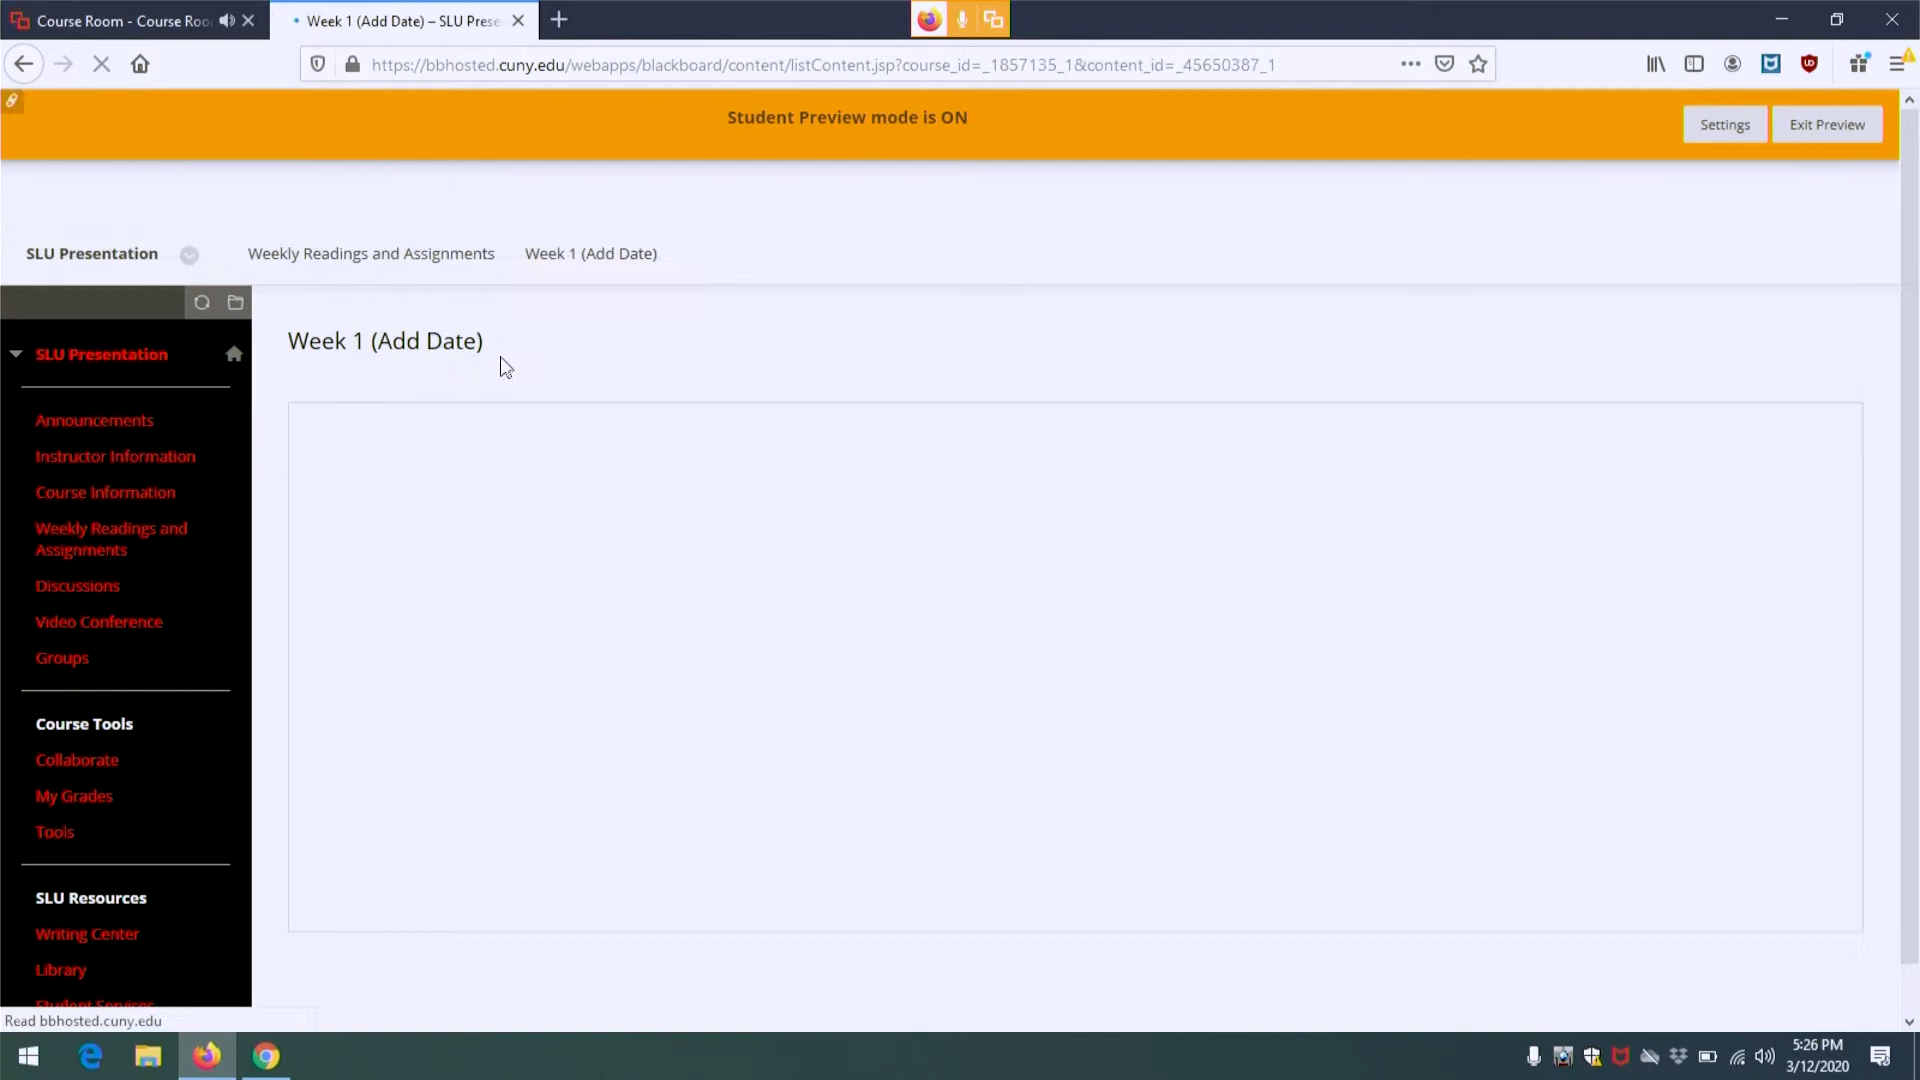 Course Room - Course Roo
Week 1 (Add Date) – SLU Prese
https://bbhosted.cuny.edu/webapps/blackboard/content/listContent.jsp?course_id=_1857135_1&content_id=_45650387_1
Student Preview mode is ON
Settings
Exit Preview
SLU Presentation
Weekly Readings and Assignments
Week 1 (Add Date)
Week 1 (Add Date)
SLU Presentation
Announcements
Instructor Information
Course Information
Weekly Readings and
Assignments
Discussions
Video Conference
Groups
Course Tools
Collaborate
My Grades
Tools
SLU Resources
Writing Center
Library
Student Services
Read bbhosted.cuny.edu
5:26 PM
3/12/2020